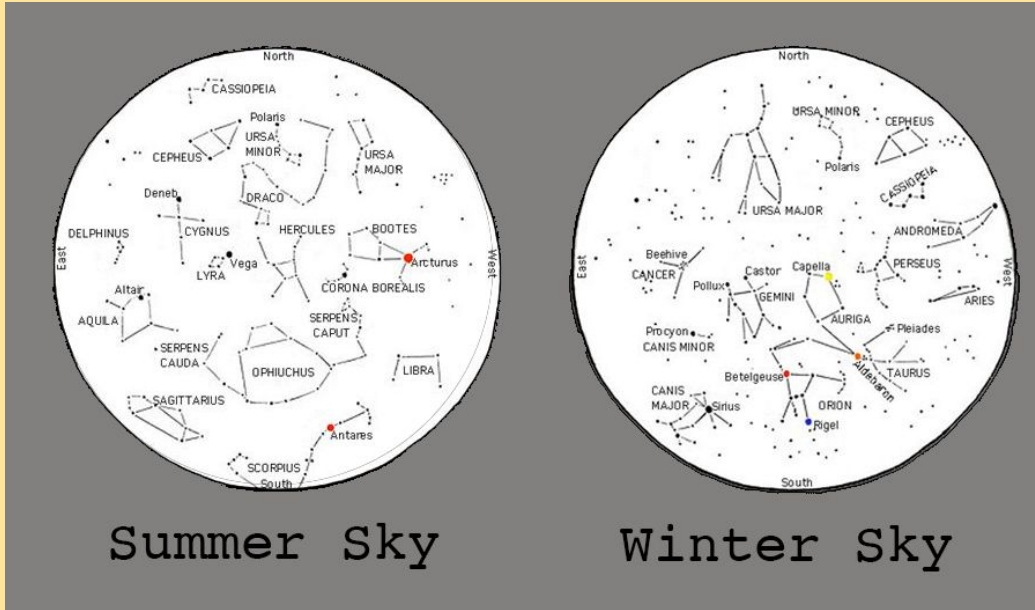 North
CASSIOPEIA
Polaris
URSA
MINOR
CEPHEUS
URSA
MAJOR
DRACO
Deneb
CYGNUS
HERCULES
BOOTES
DELPHINUS
East
LYRA
Vega
Arcturus
West
CORONA BOREALIS
Altair
AQUILA
SERPENS
CAPUT
SERPENS
CAUDA
OPHIUCHUS
LIBRA
SAGITTARIUS
Antares
SCORPIUS
South
Summer Sky
North
URSA MINOR
CEPHEUS
Polaris
CASSIOPEIA
URSA MAJOR
ANDROMEDA
East
Beehive
CANCER
Castor
Capella
PERSEUS
West
Pollux
GEMINI
ARIES
AURIGA
Procyon
CANIS MINOR
Pleiades
Betelgeuse
Aldebaran
TAURUS
CANIS
MAJOR
Sirius
ORION
Rigel
South
Winter Sky